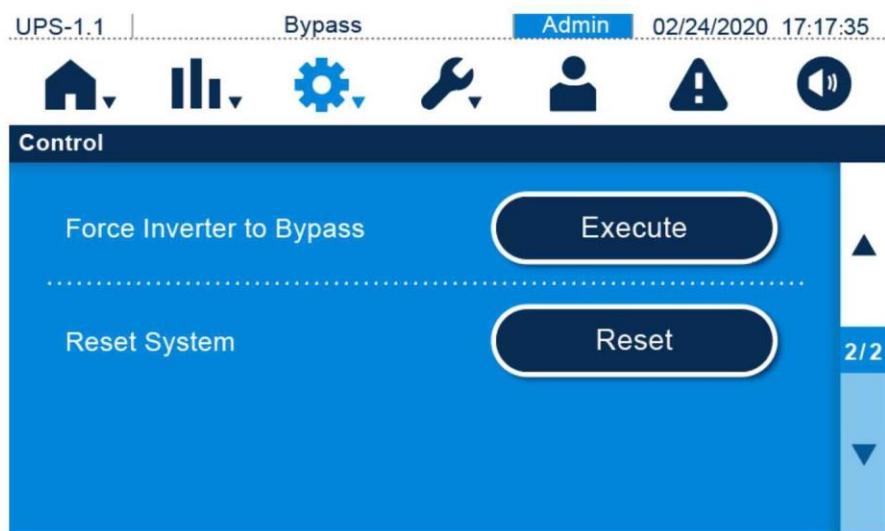 UPS-1.1 Bypass Admin 02/24/2020 17:17:35
Control
Force Inverter to Bypass Execute
Reset System Reset
2/2